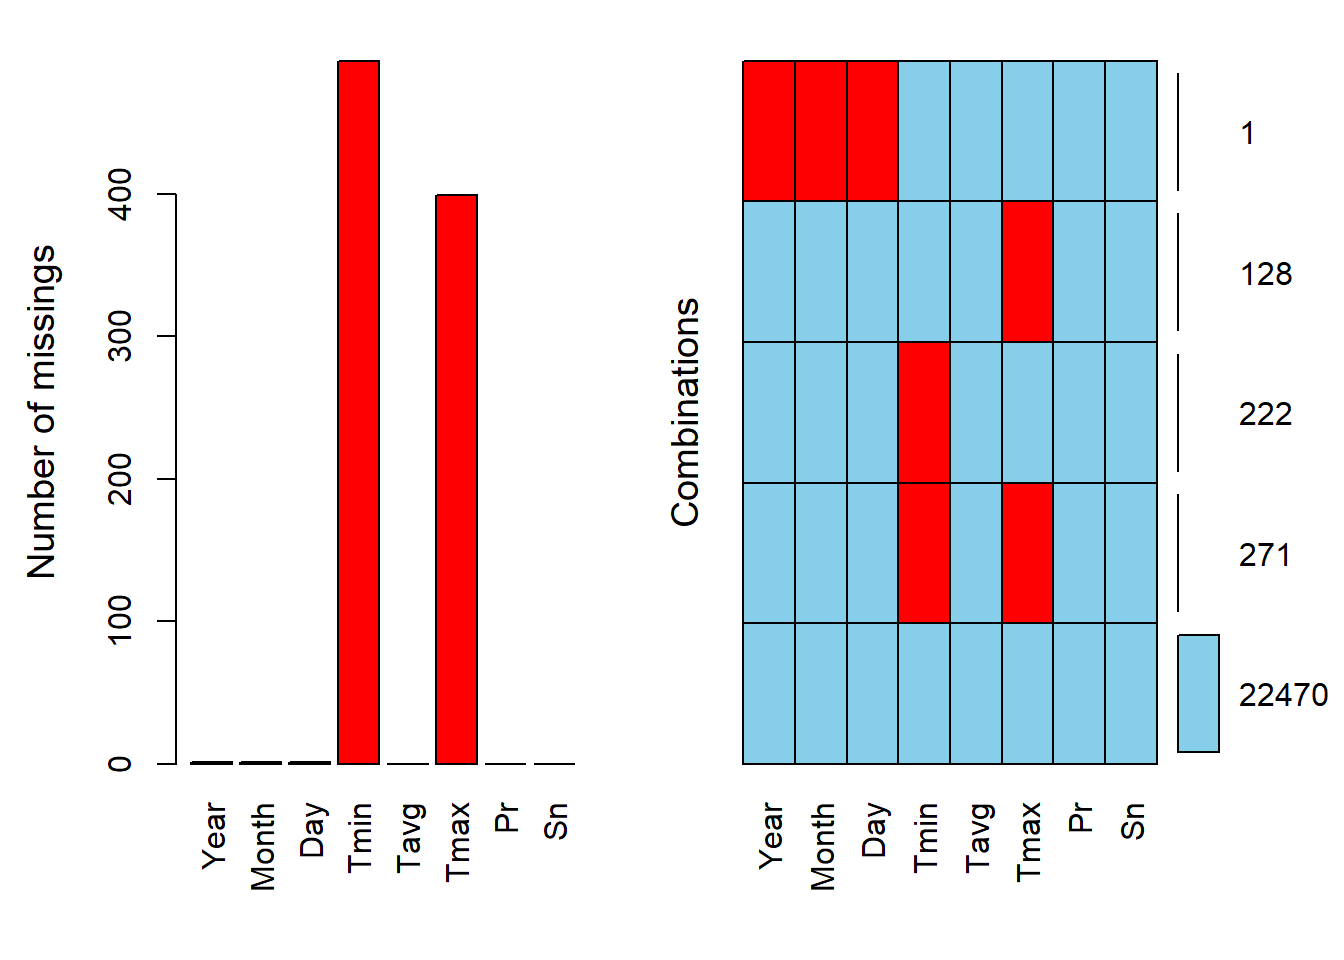 Number of missings
400
300
200
100
0
Year
Month
Day
Tmin
Tavg
Tmax
Pr
Sn
Combinations
1
128
222
271
22470
Year
Month
Day
Tmin
Tavg
Tmax
Pr
Sn